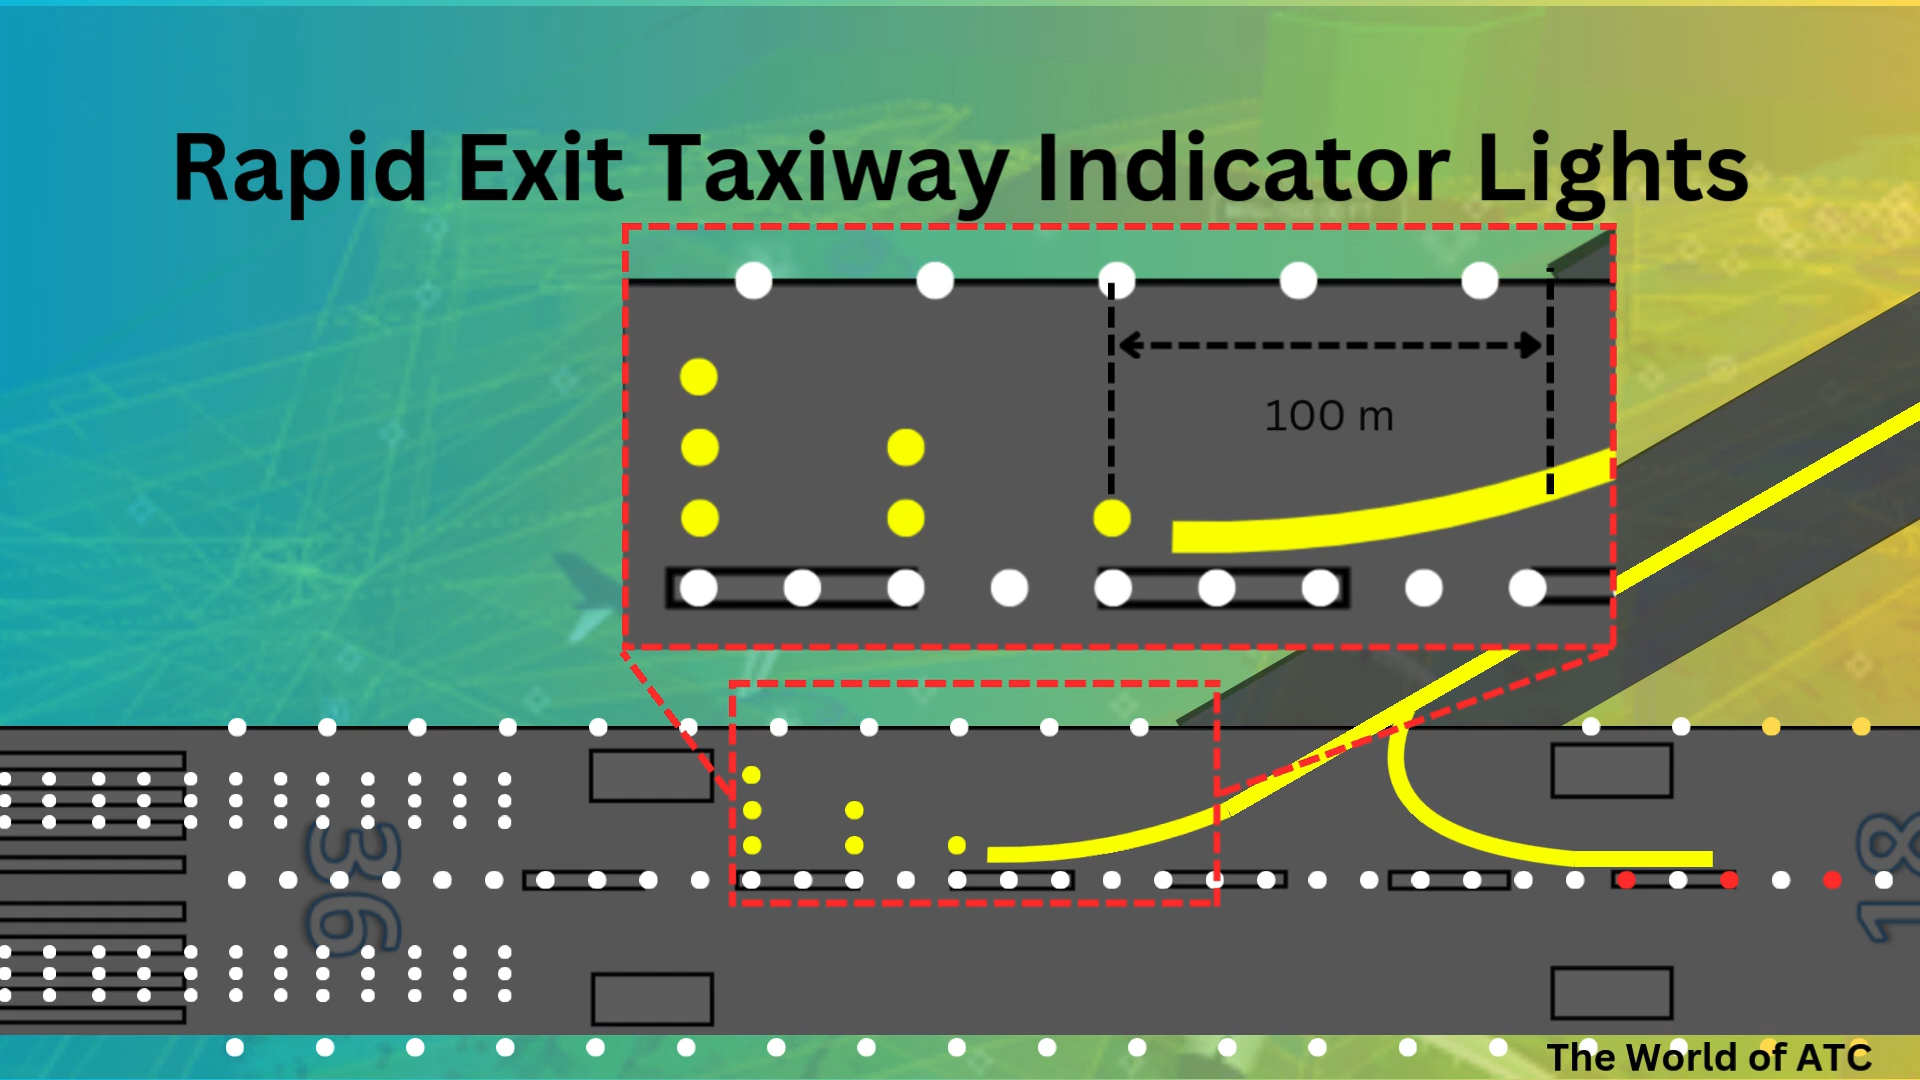 Rapid Exit Taxiway Indicator Lights
100 m
36
18
The World of ATC